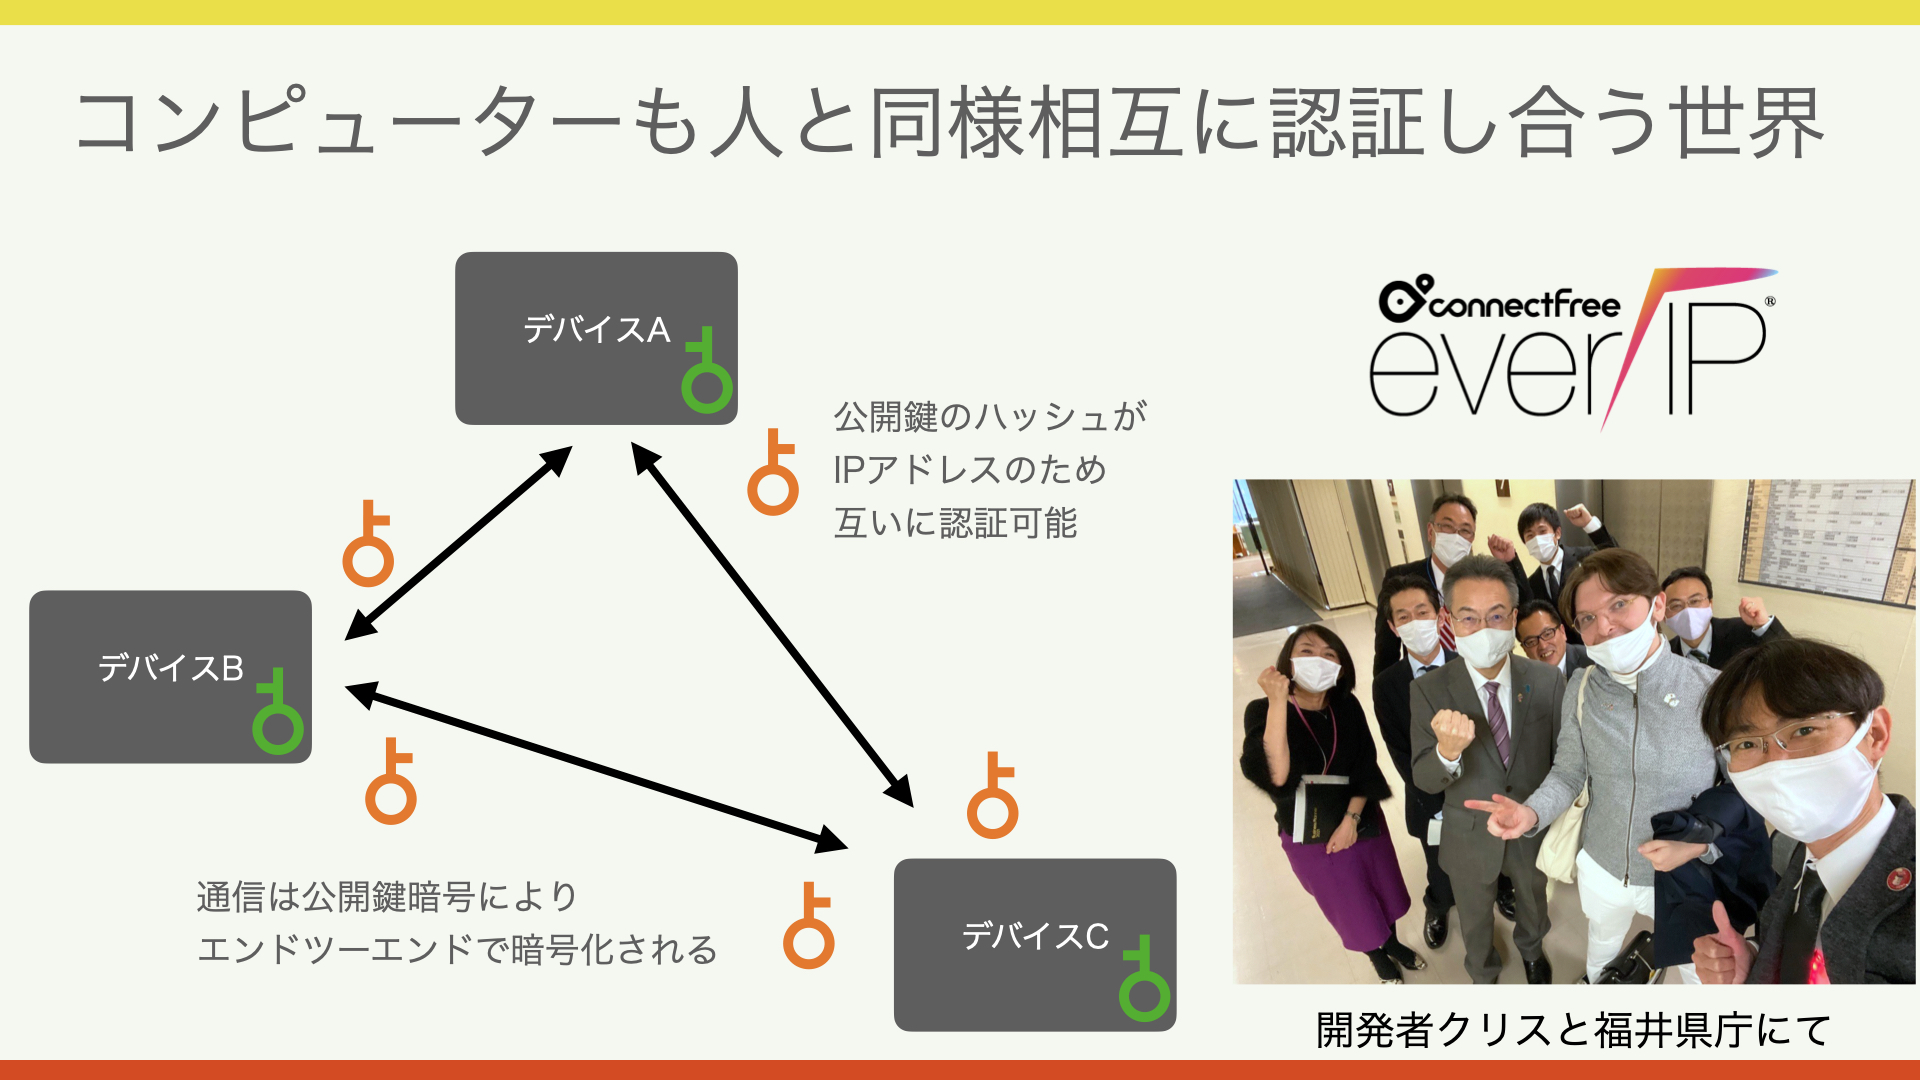 コンピューターも人と同様相互に認証し合う世界
デバイスA
公開鍵のハッシュが
IPアドレスのため
互いに認証可能
デバイスB
通信は公開鍵暗号により
エンドツーエンドで暗号化される
デバイスC
connectfree
ever/IP®
開発者クリスと福井県庁にて